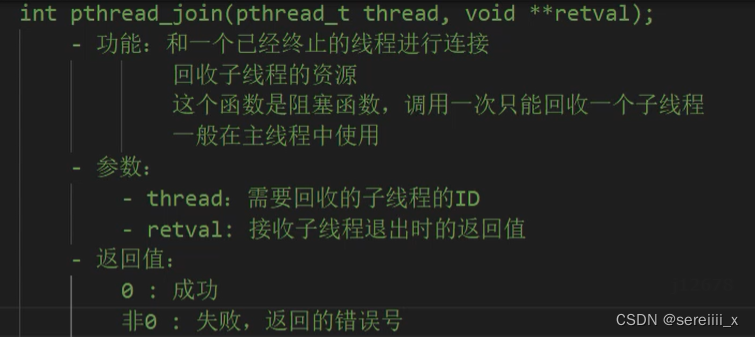 int pthread_join(pthread_t thread, void **retval);
- 功能：和一个已经终止的线程进行连接
回收子线程的资源
这个函数是阻塞函数，调用一次只能回收一个子线程
一般在主线程中使用
- 参数：
- thread：需要回收的子线程的ID
- retval: 接收子线程退出时的返回值
- 返回值：
0 : 成功
非0 : 失败，返回的错误号
CSDN @sereiiii_x